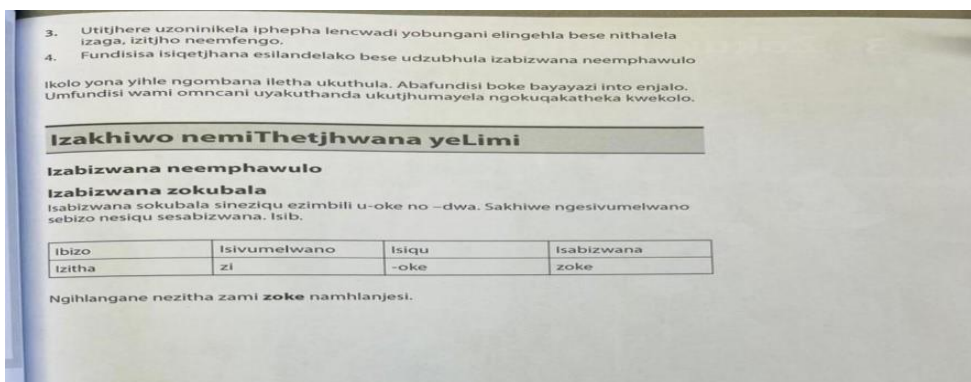 3. Utitjhere uzoninikela iphepha lencwadi yobungani elingehla bese nithalela
izaga, izitjho neemfengo.
4. Fundisisa isiqetjhana esilandelako bese udzubhula izabizwana neemphawulo
Ikolo yona yihle ngombana iletha ukuthula. Abafundisi boke bayayazi into enjalo.
Umfundisi wami omncani uyakuthanda ukutjhumayela ngokuqakatheka kwekolo.
Izakhiwo nemiThetjhwana yeLimi
Izabizwana neemphawulo
Izabizwana zokubala
Isabizwana sokubala sineziqu ezimbili u-oke no –dwa. Sakhiwe ngesivumelwano
sebizo nesiqu sesabizwana. Isib.
Ibizo Isivumelwano Isiqu Isabizwana
Izitha zi -oke zoke
Ngihlangane nezitha zami zoke namhlanjesi.